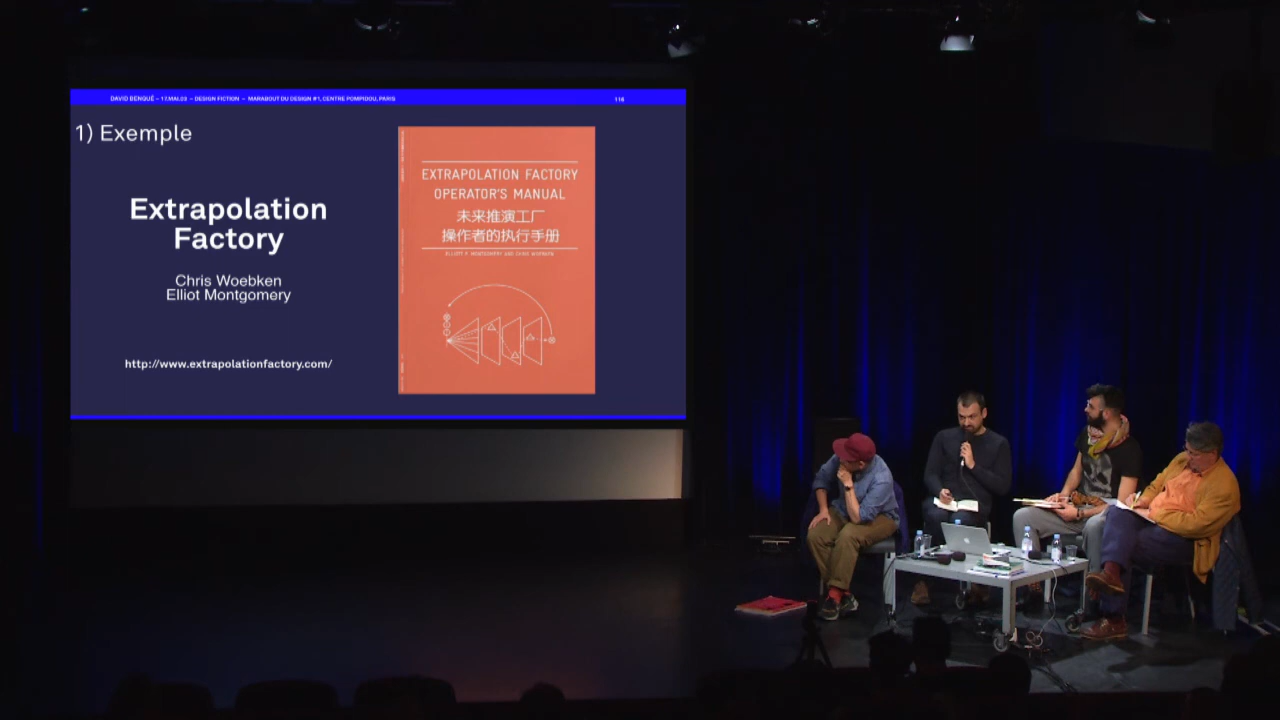 DAVID BENQUÉ – 17.MAI.03 – DESIGN FICTION – MARABOUT DU DESIGN #1, CENTRE POMPIDOU, PARIS
116
1) Exemple
Extrapolation
Factory
Chris Woebken
Elliot Montgomery
http://www.extrapolationfactory.com/
EXTRAPOLATION FACTORY
OPERATOR'S MANUAL
未来推演工厂
操作者的执行手册
ELLIOTT P. MONTGOMERY AND CHRIS WOEBKEN